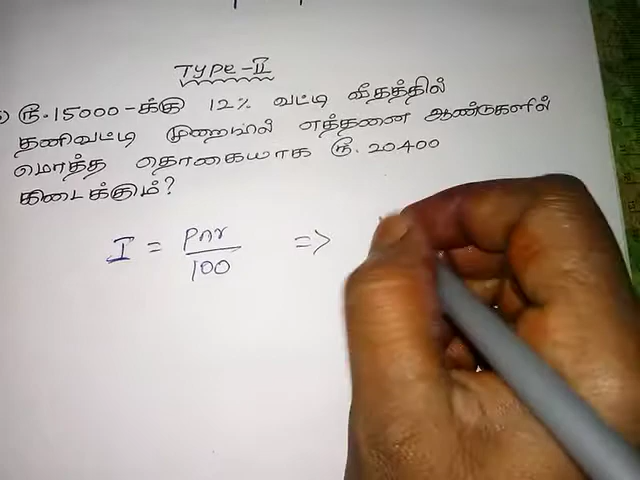 TYPE-II
ரூ.15000-க்கு 12% வட்டி வீதத்தில்
தனிவட்டி முறையில் எத்தனை ஆண்டுகளில்
மொத்த தொகையாக ரூ. 20400
கிடைக்கும்?
I = pnr/100 =>